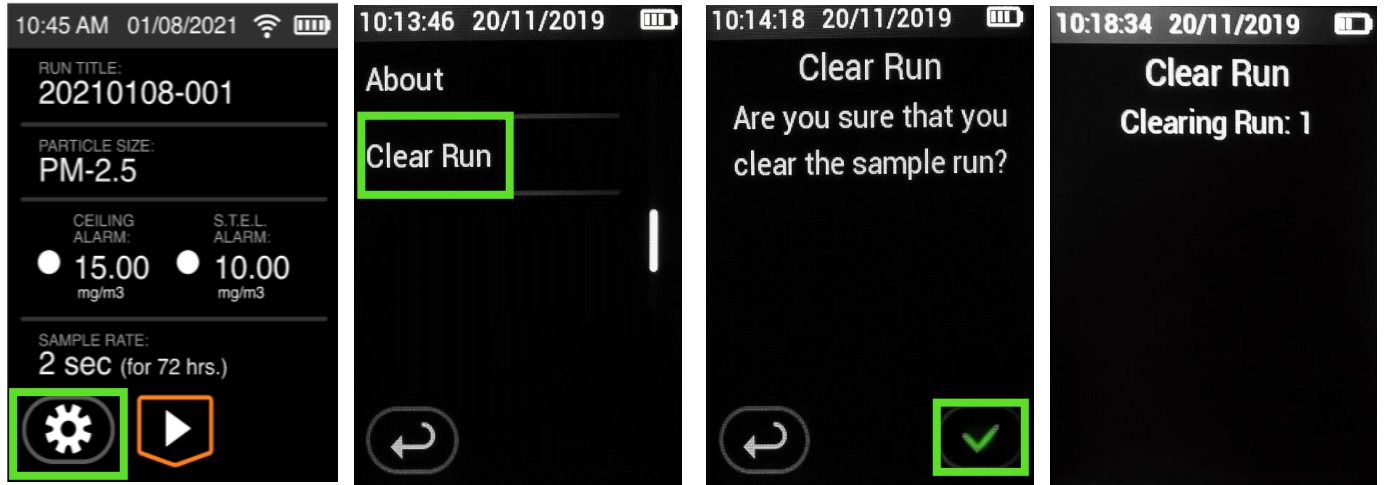 10:45 AM 01/08/2021
RUN TITLE:
20210108-001
PARTICLE SIZE:
PM-2.5
CEILING
ALARM:
15.00
mg/m3
S.T.E.L.
ALARM:
10.00
mg/m3
SAMPLE RATE:
2 sec (for 72 hrs.)
10:13:46 20/11/2019
About
Clear Run
10:14:18 20/11/2019
Clear Run
Are you sure that you
clear the sample run?
10:18:34 20/11/2019
Clear Run
Clearing Run: 1